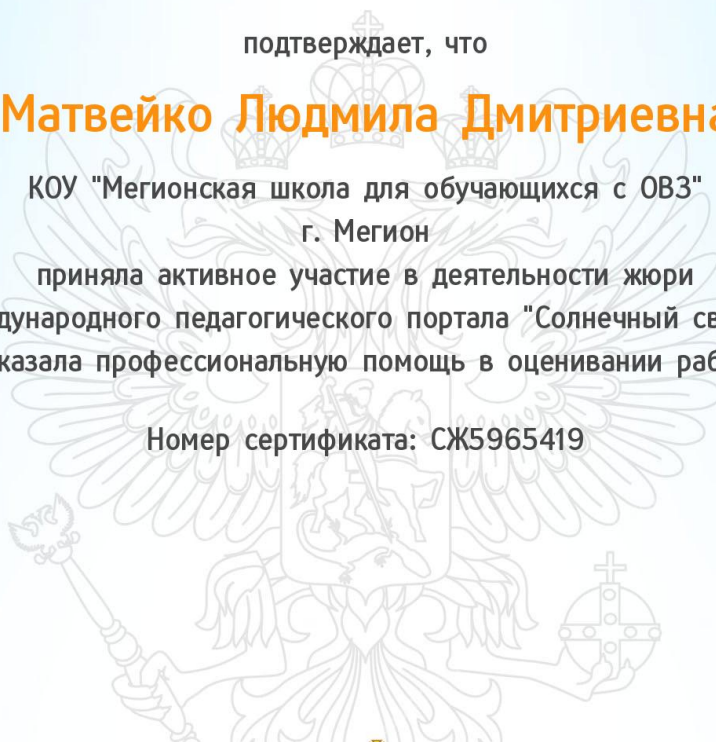 подтверждает, что
Матвейко Людмила Дмитриевна
КОУ "Мегионская школа для обучающихся с ОВЗ"
г. Мегион
приняла активное участие в деятельности жюри
дународного педагогического портала "Солнечный св
казала профессиональную помощь в оценивании раб
Номер сертификата: СЖ5965419